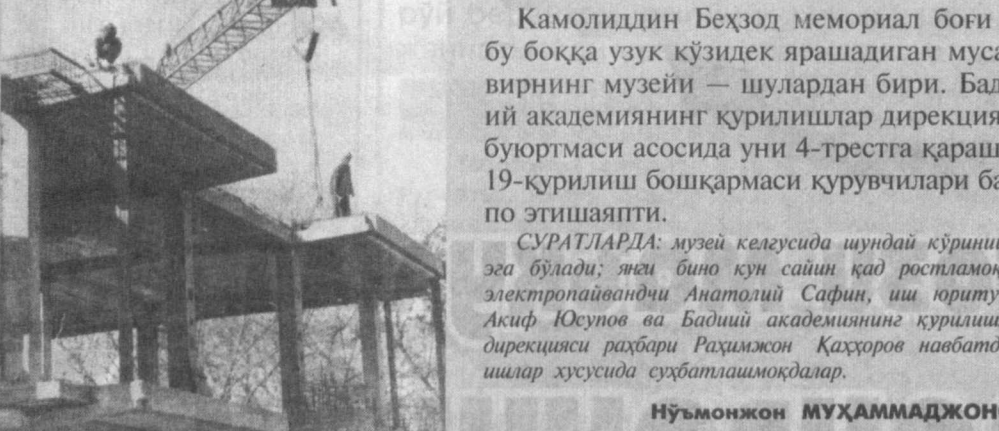 Камолиддин Беҳзод мемориал боғи
бу боққа узук кўзидек ярашадиган муса
вирнинг музейи — шулардан бири. Бад
ий академиянинг қурилишлар дирекция
буюртмаси асосида уни 4-трестга қараш
19-қурилиш бошқармаси қурувчилари ба
по этишаяпти.
СУРАТЛАРДА: музей келгусида шундай кўрини
эга бўлади; янги бино кун сайин қад ростламоқ
электропайвандчи Анатолий Сафин, иш юриту
Акиф Юсупов ва Бадиий академиянинг қурилиш
дирекцияси раҳбари Раҳимжон Қаҳҳоров навбатд
ишлар хусусида суҳбатлашмоқдалар.
Нўъмонжон МУҲАММАДЖОН